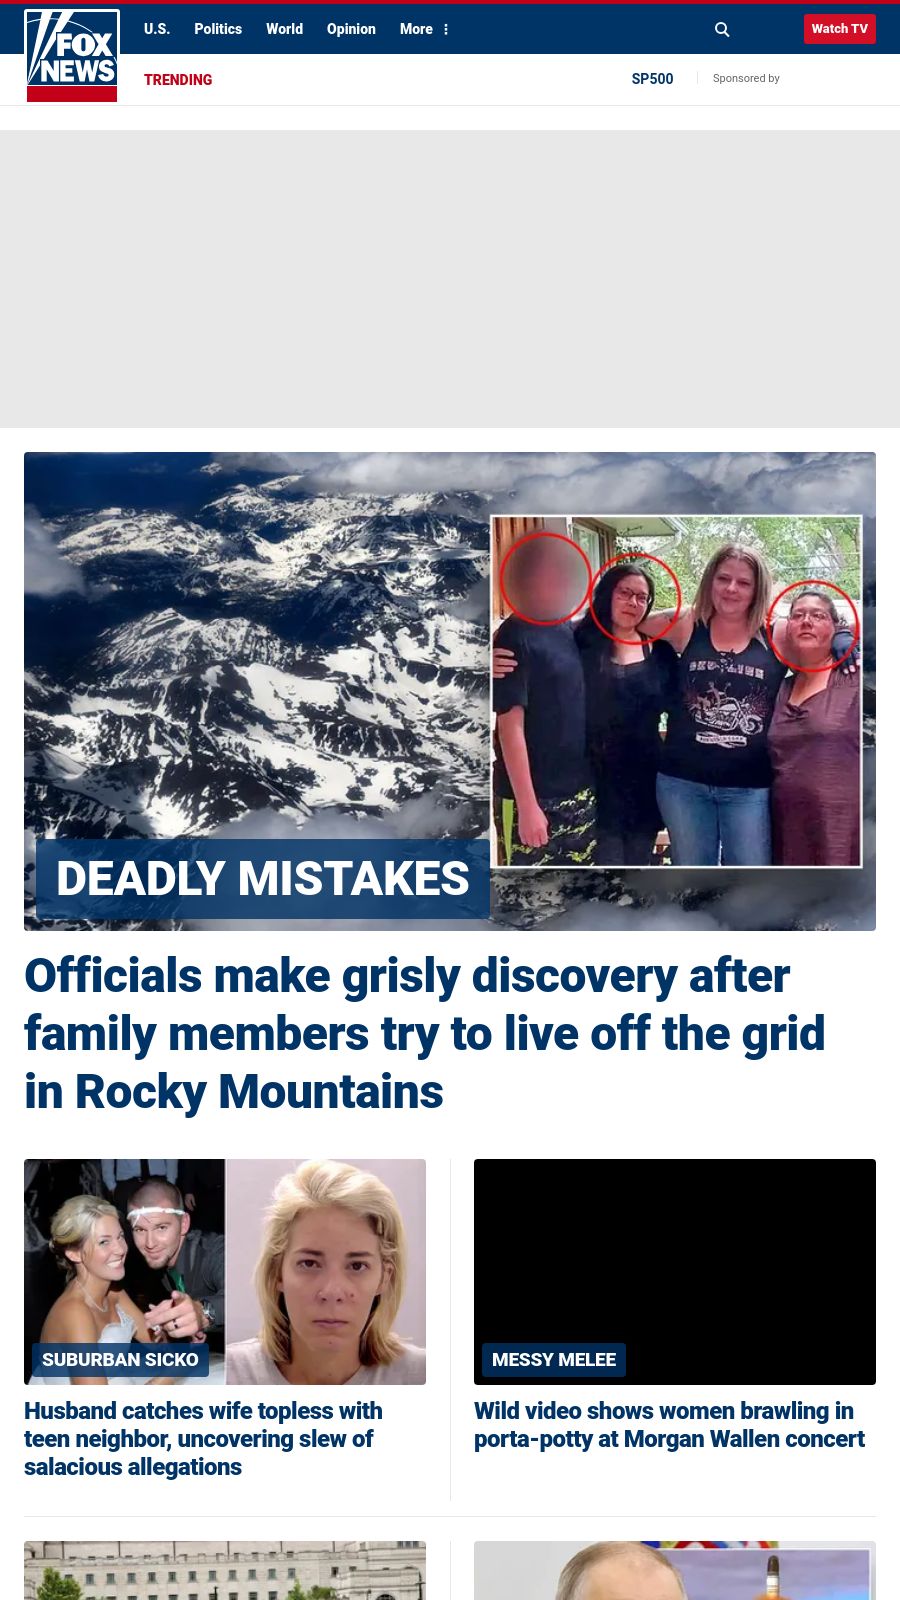 U.S. Politics World Opinion More
Watch TV
FOX
NEWS
TRENDING
SP500
Sponsored by
DEADLY MISTAKES
Officials make grisly discovery after
family members try to live off the grid
in Rocky Mountains
SUBURBAN SICKO
Husband catches wife topless with
teen neighbor, uncovering slew of
salacious allegations
MESSY MELEE
Wild video shows women brawling in
porta-potty at Morgan Wallen concert